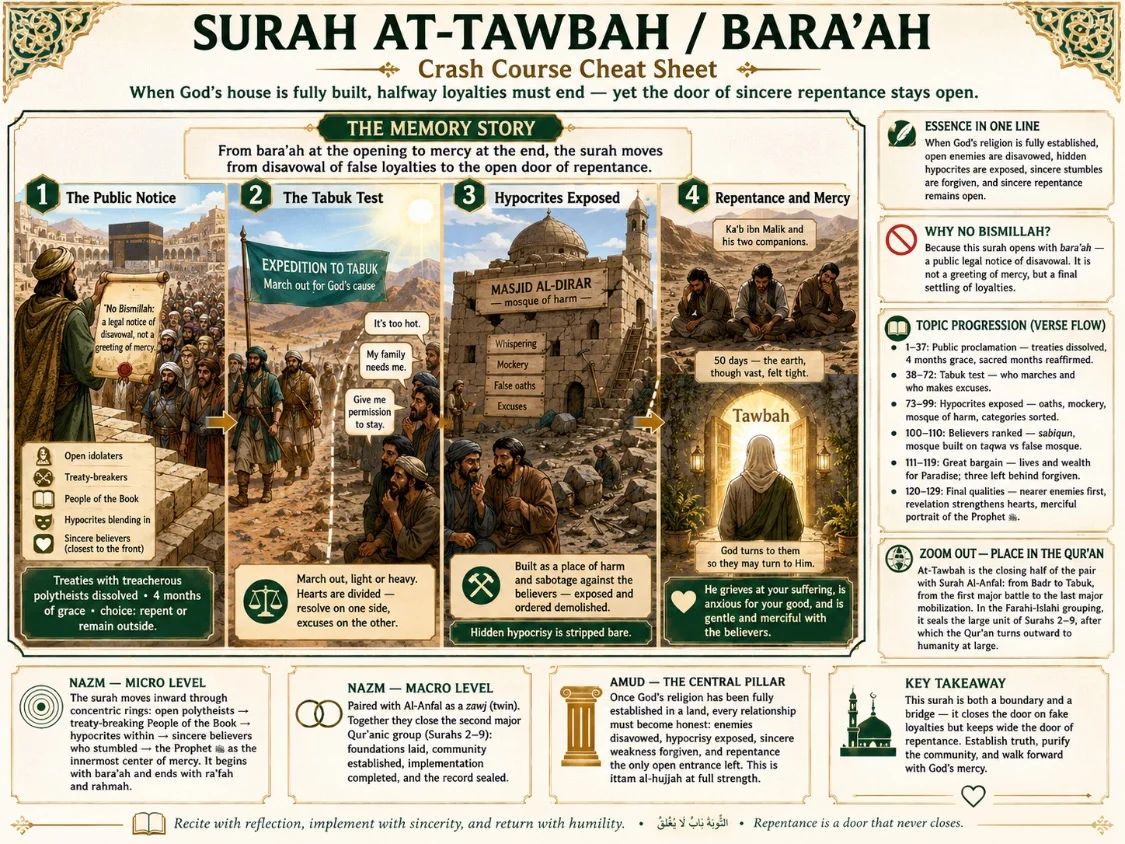 SURAH AT-TAWBAH / BARA’AH
Crash Course Cheat Sheet
When God’s house is fully built, halfway loyalties must end — yet the door of sincere repentance stays open.
THE MEMORY STORY
From bara’ah at the opening to mercy at the end, the surah moves
from disavowal of false loyalties to the open door of repentance.
1 The Public Notice
"No Bismillah:
a legal notice of
disavowal, not a
greeting of mercy."
Open idolaters
Treaty-breakers
People of the Book
Hypocrites blending in
Sincere believers
(closest to the front)
Treaties with treacherous
polytheists dissolved • 4 months
of grace • choice: repent or
remain outside.
2 The Tabuk Test
EXPEDITION TO TABUK
March out for God’s cause
It’s too hot.
My family
needs me.
Give me
permission
to stay.
March out, light or heavy.
Hearts are divided —
resolve on one side,
excuses on the other.
3 Hypocrites Exposed
MASJID AL-DIRAR
— mosque of harm —
Whispering
Mockery
False oaths
Excuses
Built as a place of harm
and sabotage against the
believers — exposed and
ordered demolished.
Hidden hypocrisy is stripped bare.
4 Repentance and Mercy
Ka‘b ibn Malik and
his two companions.
50 days — the earth,
though vast, felt tight.
Tawbah
God turns to them
so they may turn to Him.
He grieves at your suffering, is
anxious for your good, and is
gentle and merciful with
the believers.
ESSENCE IN ONE LINE
When God’s religion is fully established,
open enemies are disavowed, hidden
hypocrites are exposed, sincere stumbles
are forgiven, and sincere repentance
remains open.
WHY NO BISMILLAH?
Because this surah opens with bara’ah —
a public legal notice of disavowal. It is
not a greeting of mercy, but a final
settling of loyalties.
TOPIC PROGRESSION (VERSE FLOW)
• 1–37: Public proclamation — treaties dissolved,
4 months grace, sacred months reaffirmed.
• 38–72: Tabuk test — who marches and
who makes excuses.
• 73–99: Hypocrites exposed — oaths, mockery,
mosque of harm, categories sorted.
• 100–110: Believers ranked — sabiqun,
mosque built on taqwa vs false mosque.
• 111–119: Great bargain — lives and wealth
for Paradise; three left behind forgiven.
• 120–129: Final qualities — nearer enemies first,
revelation strengthens hearts, merciful
portrait of the Prophet ﷺ.
ZOOM OUT — PLACE IN THE QUR’AN
At-Tawbah is the closing half of the pair
with Surah Al-Anfal: from Badr to Tabuk,
from the first major battle to the last major
mobilization. In the Farahi-Islahi grouping,
it seals the large unit of Surahs 2–9, after
which the Qur’an turns outward to
humanity at large.
NAZM — MICRO LEVEL
The surah moves inward through
concentric rings: open polytheists →
treaty-breaking People of the Book →
hypocrites within → sincere believers
who stumbled → the Prophet ﷺ as the
innermost center of mercy. It begins
with bara’ah and ends with ra’fah
and rahmah.
NAZM — MACRO LEVEL
Paired with Al-Anfal as a zawj (twin).
Together they close the second major
Qur’anic group (Surahs 2–9):
foundations laid, community
established, implementation
completed, and the record sealed.
AMUD — THE CENTRAL PILLAR
Once God’s religion has been fully
established in a land, every relationship
must become honest: enemies
disavowed, hypocrisy exposed, sincere
weakness forgiven, and repentance
the only open entrance left. This is
ittam al-hujjah at full strength.
KEY TAKEAWAY
This surah is both a boundary and a
bridge — it closes the door on fake
loyalties but keeps wide the door of
repentance. Establish truth, purify
the community, and walk forward
with God’s mercy.
Recite with reflection, implement with sincerity, and return with humility. • التَّوْبَةُ بَابٌ لَا يُغْلَقُ • Repentance is a door that never closes.